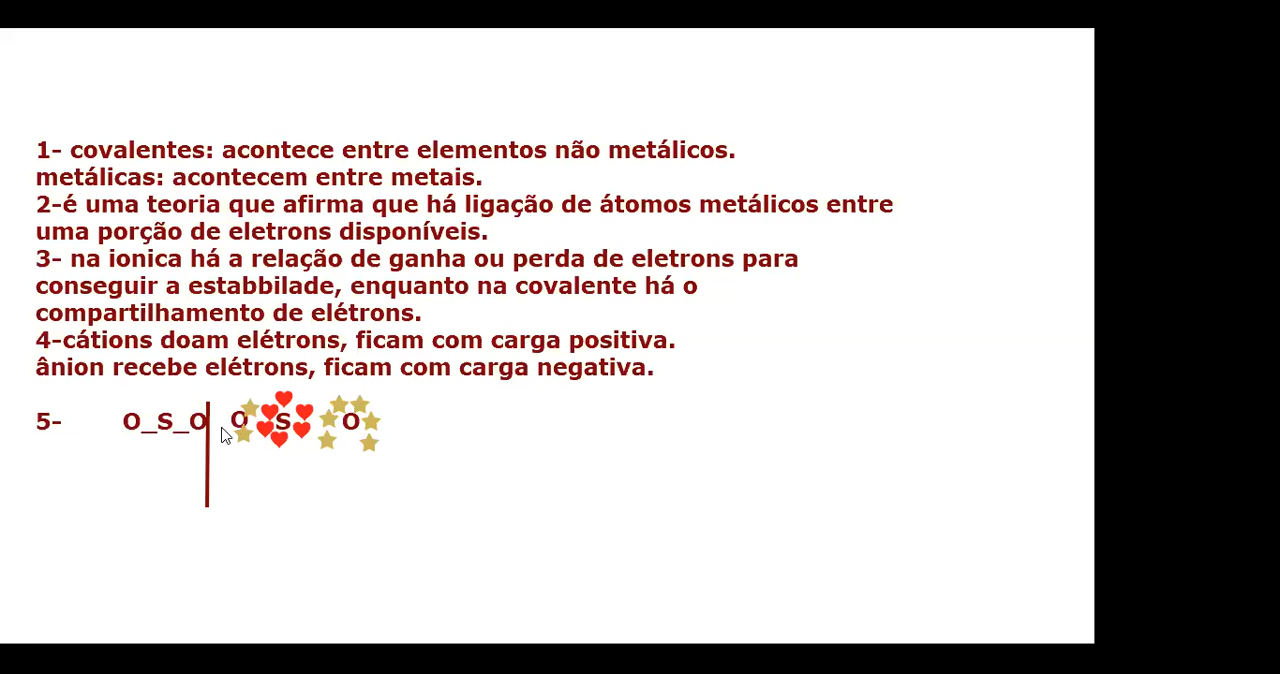 1- covalentes: acontece entre elementos não metálicos.
metálicas: acontecem entre metais.
2-é uma teoria que afirma que há ligação de átomos metálicos entre
uma porção de eletrons disponíveis.
3- na ionica há a relação de ganha ou perda de eletrons para
conseguir a estabbilade, enquanto na covalente há o
compartilhamento de elétrons.
4-cátions doam elétrons, ficam com carga positiva.
ânion recebe elétrons, ficam com carga negativa.
5- O_S_O O S O